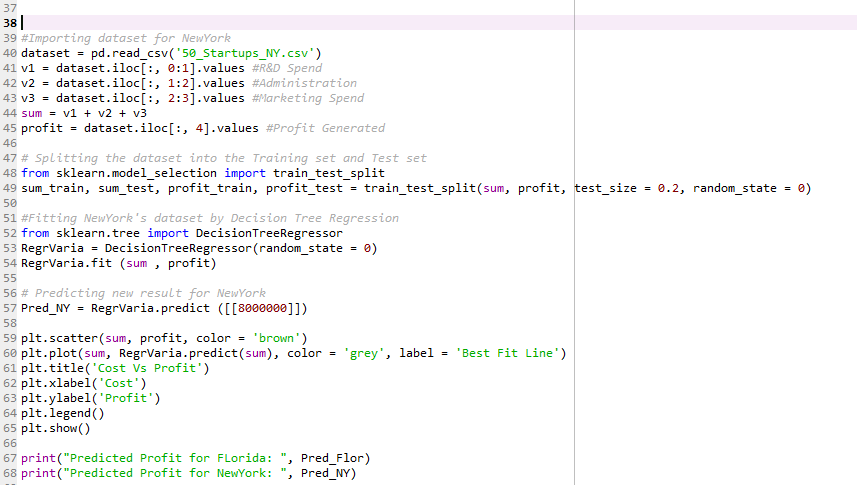 37
38
39 #Importing dataset for NewYork
40 dataset = pd.read_csv('50_Startups_NY.csv')
41 v1 = dataset.iloc[:, 0:1].values #R&D Spend
42 v2 = dataset.iloc[:, 1:2].values #Administration
43 v3 = dataset.iloc[:, 2:3].values #Marketing Spend
44 sum = v1 + v2 + v3
45 profit = dataset.iloc[:, 4].values #Profit Generated
46
47 # Splitting the dataset into the Training set and Test set
48 from sklearn.model_selection import train_test_split
49 sum_train, sum_test, profit_train, profit_test = train_test_split(sum, profit, test_size = 0.2, random_state = 0)
50
51 #Fitting NewYork's dataset by Decision Tree Regression
52 from sklearn.tree import DecisionTreeRegressor
53 RegrVaria = DecisionTreeRegressor(random_state = 0)
54 RegrVaria.fit (sum , profit)
55
56 # Predicting new result for NewYork
57 Pred_NY = RegrVaria.predict ([[8000000]])
58
59 plt.scatter(sum, profit, color = 'brown')
60 plt.plot(sum, RegrVaria.predict(sum), color = 'grey', label = 'Best Fit Line')
61 plt.title('Cost Vs Profit')
62 plt.xlabel('Cost')
63 plt.ylabel('Profit')
64 plt.legend()
65 plt.show()
66
67 print("Predicted Profit for FLorida: ", Pred_Flor)
68 print("Predicted Profit for NewYork: ", Pred_NY)